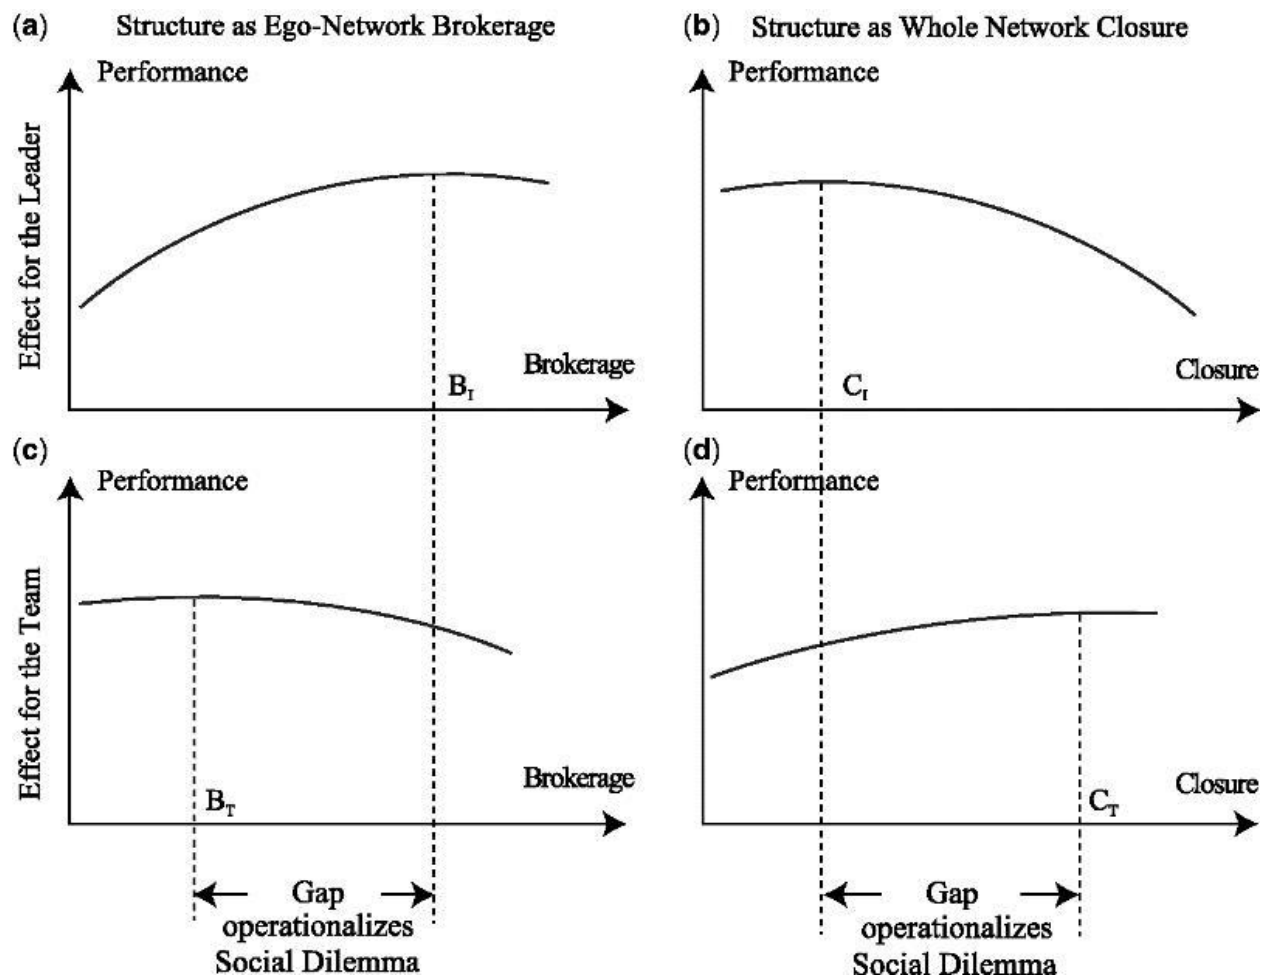 (a) Structure as Ego-Network Brokerage
Performance
Effect for the Leader
Brokerage
B_I
(b) Structure as Whole Network Closure
Performance
Closure
C_I
(c)
Performance
Effect for the Team
Brokerage
B_T
Gap
operationalizes
Social Dilemma
(d)
Performance
Closure
C_T
Gap
operationalizes
Social Dilemma